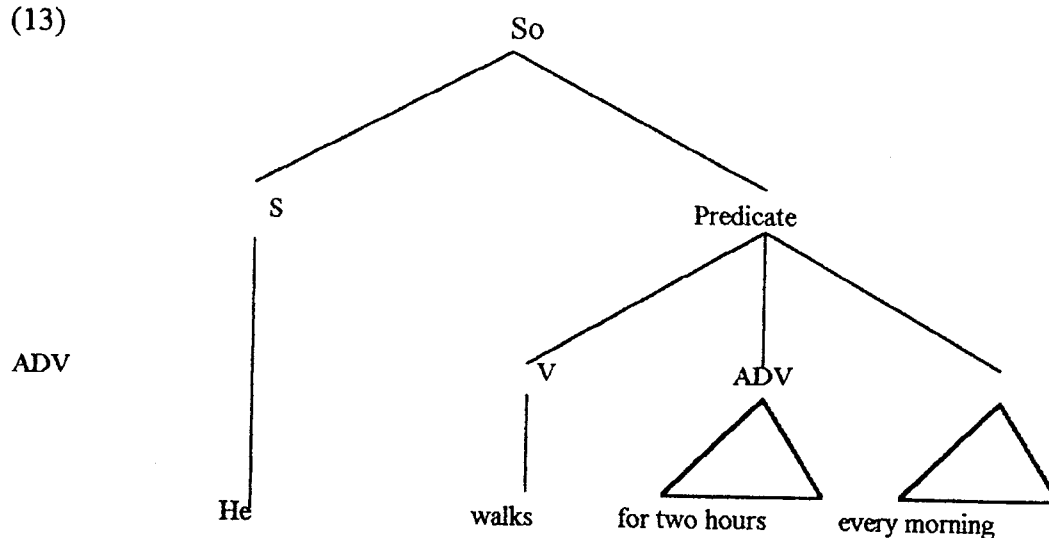 (13)
So
S
Predicate
ADV
V
ADV
He
walks
for two hours
every morning